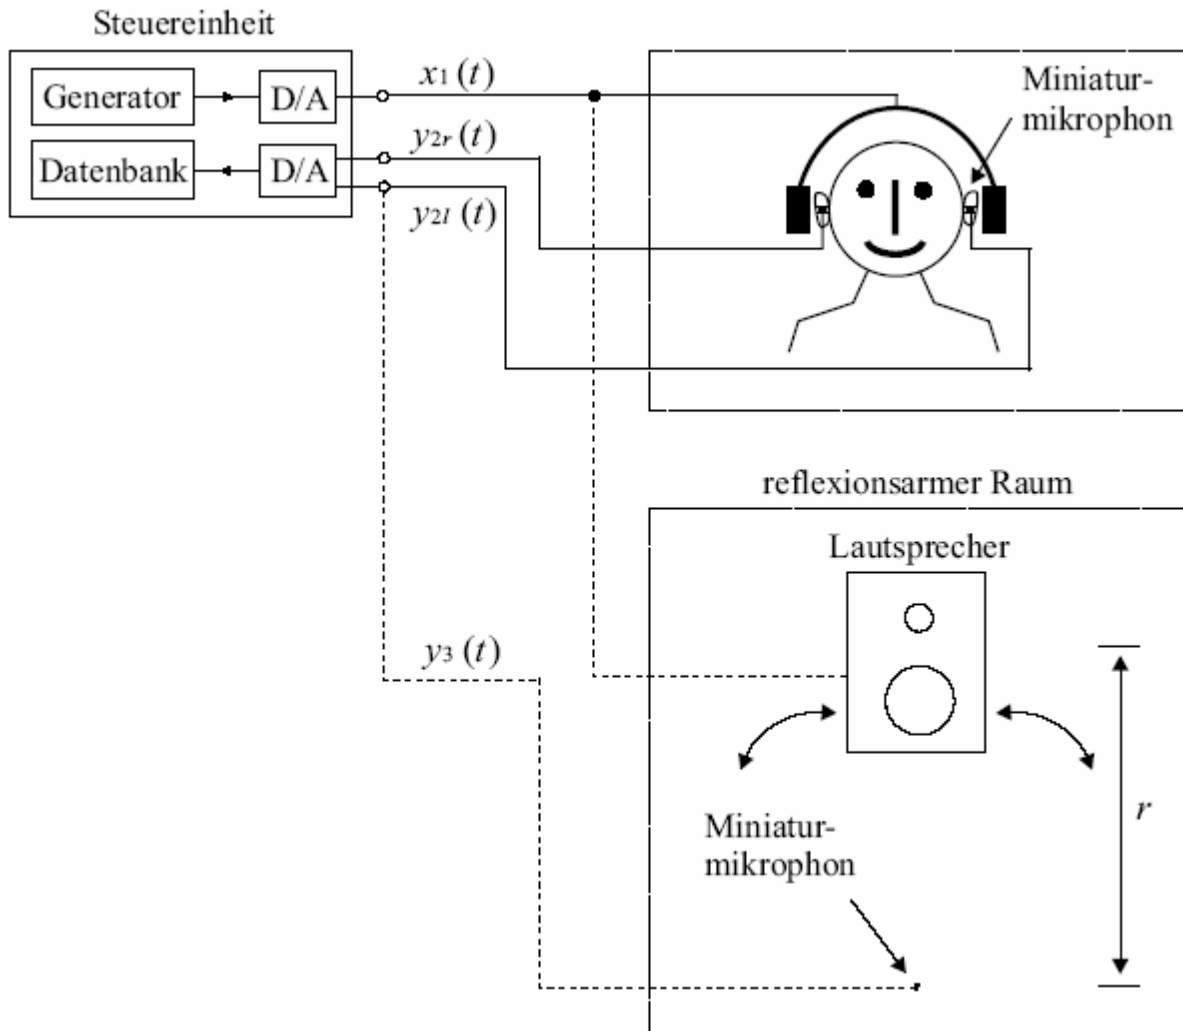 Steuereinheit
Generator
D/A
x1 (t)
Datenbank
D/A
y2r (t)
y2l (t)
Miniatur-
mikrophon
reflexionsarmer Raum
Lautsprecher
y3 (t)
r
Miniatur-
mikrophon